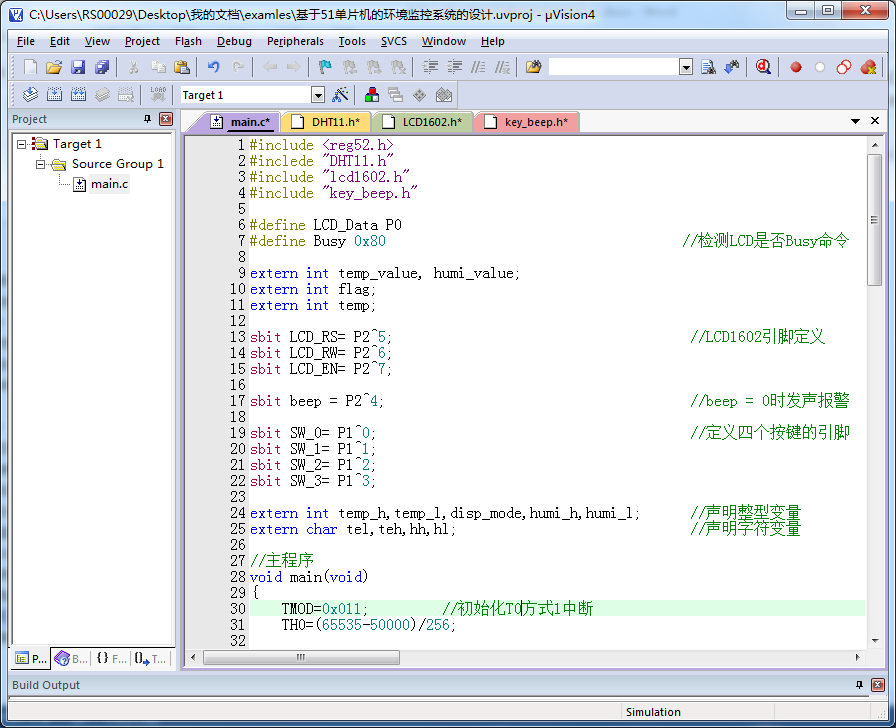 C:\Users\RS00029\Desktop\我的文档\examles\基于51单片机的环境监控系统的设计.uvproj - µVision4
File Edit View Project Flash Debug Peripherals Tools SVCS Window Help
LOAD Target 1
Project
main.c* DHT11.h* LCD1602.h* key_beep.h*
Target 1
Source Group 1
main.c
1 #include <reg52.h>
2 #inclede "DHT11.h"
3 #include "lcd1602.h"
4 #include "key_beep.h"
5
6 #define LCD_Data P0
7 #define Busy 0x80 //检测LCD是否Busy命令
8
9 extern int temp_value, humi_value;
10 extern int flag;
11 extern int temp;
12
13 sbit LCD_RS= P2^5; //LCD1602引脚定义
14 sbit LCD_RW= P2^6;
15 sbit LCD_EN= P2^7;
16
17 sbit beep = P2^4; //beep = 0时发声报警
18
19 sbit SW_0= P1^0; //定义四个按键的引脚
20 sbit SW_1= P1^1;
21 sbit SW_2= P1^2;
22 sbit SW_3= P1^3;
23
24 extern int temp_h,temp_l,disp_mode,humi_h,humi_l; //声明整型变量
25 extern char tel,teh,hh,hl; //声明字符变量
26
27 //主程序
28 void main(void)
29 {
30 TMOD=0x011; //初始化T0方式1中断
31 TH0=(65535-50000)/256;
32
P... B... {} F... 0 T...
Build Output
Simulation